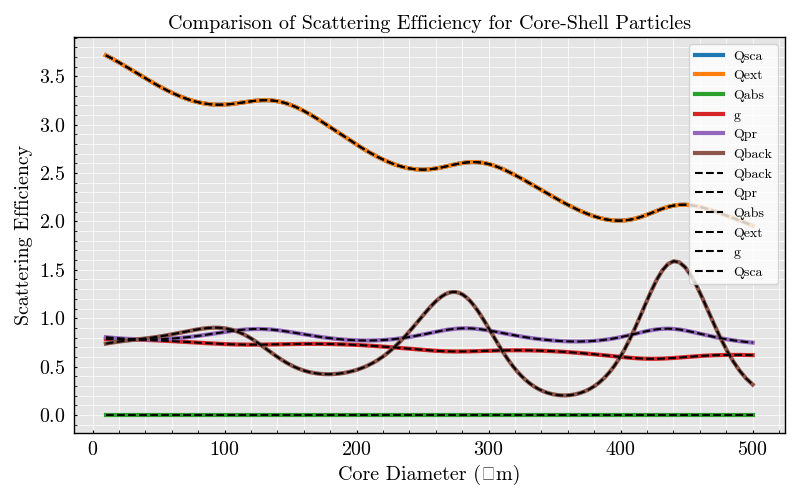 Comparison of Scattering Efficiency for Core-Shell Particles
Scattering Efficiency
3.5
3.0
2.5
2.0
1.5
1.0
0.5
0.0
0
100
200
300
400
500
Core Diameter (□m)
Qsca
Qext
Qabs
g
Qpr
Qback
Qback
Qpr
Qabs
Qext
g
Qsca